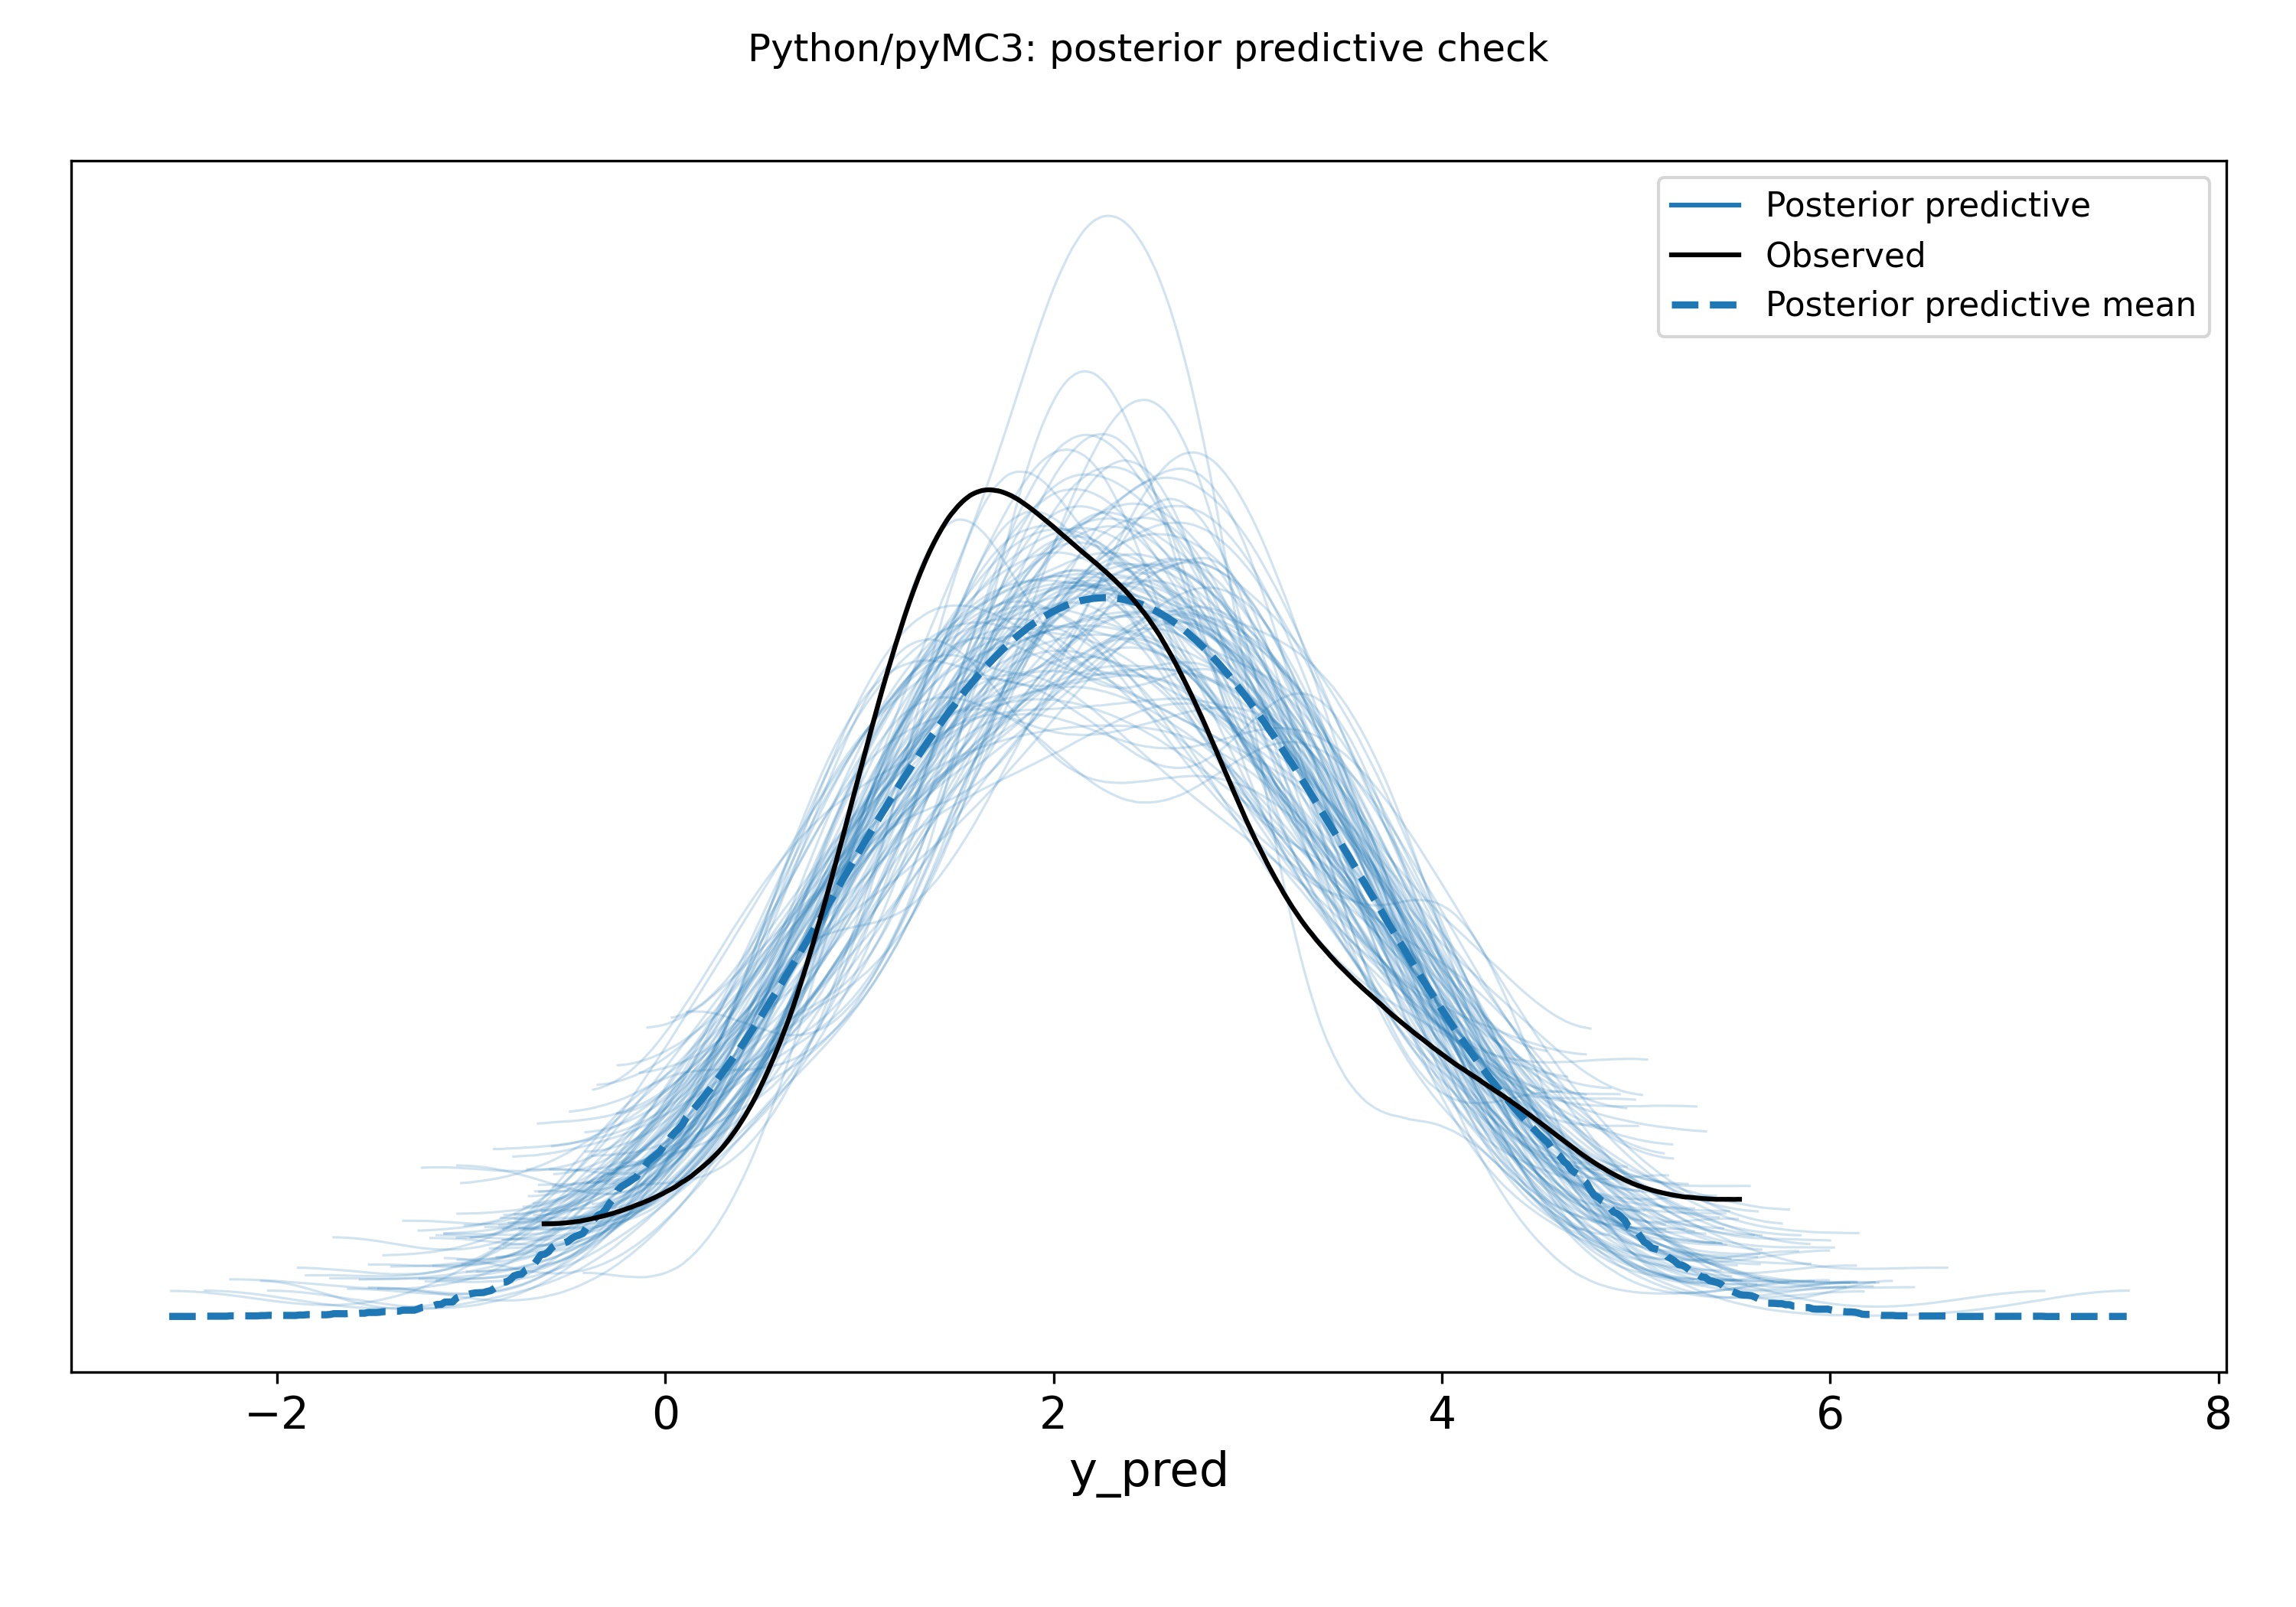 Python/pyMC3: posterior predictive check
Posterior predictive
Observed
Posterior predictive mean
−2 0 2 4 6 8
y_pred